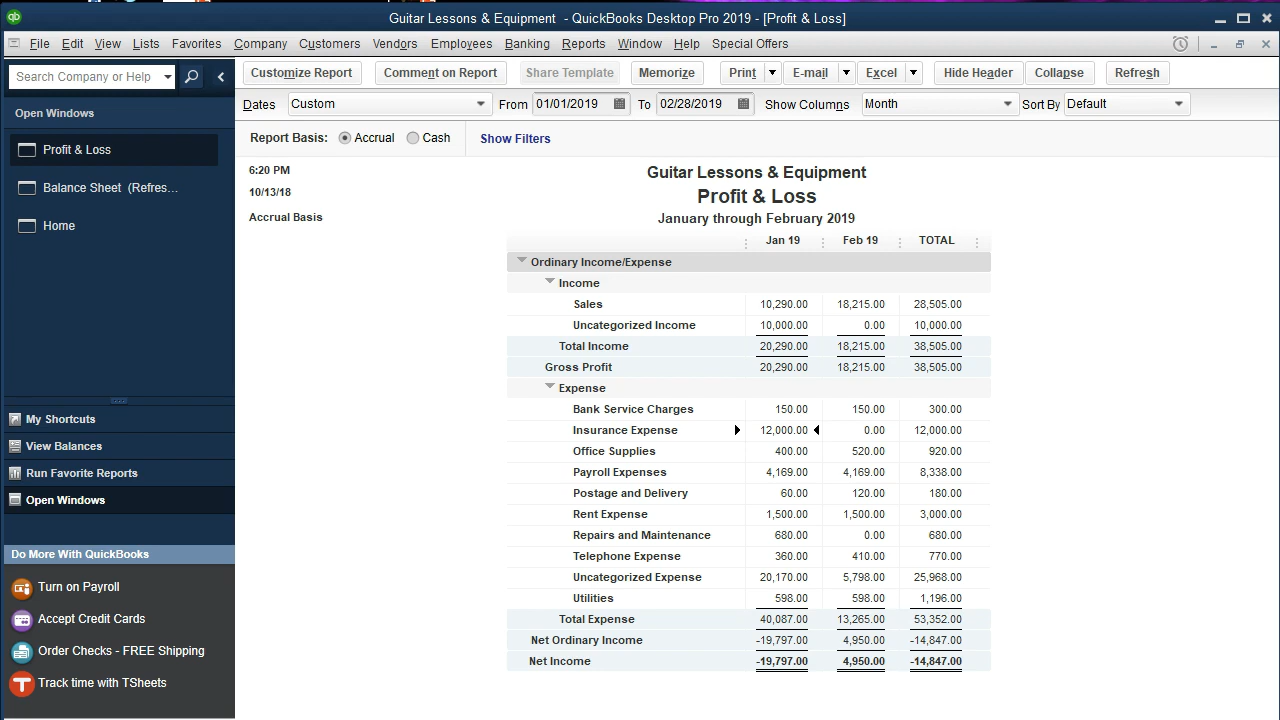 Guitar Lessons & Equipment - QuickBooks Desktop Pro 2019 - [Profit & Loss]
File Edit View Lists Favorites Company Customers Vendors Employees Banking Reports Window Help Special Offers
Search Company or Help
Customize Report Comment on Report Share Template Memorize Print E-mail Excel Hide Header Collapse Refresh
Dates Custom From 01/01/2019 To 02/28/2019 Show Columns Month Sort By Default
Report Basis: Accrual Cash Show Filters
Open Windows
Profit & Loss
Balance Sheet (Refres...
Home
My Shortcuts
View Balances
Run Favorite Reports
Open Windows
Do More With QuickBooks
Turn on Payroll
Accept Credit Cards
Order Checks - FREE Shipping
Track time with TSheets
6:20 PM
10/13/18
Accrual Basis
Guitar Lessons & Equipment
Profit & Loss
January through February 2019
Jan 19 Feb 19 TOTAL
Ordinary Income/Expense
Income
Sales 10,290.00 18,215.00 28,505.00
Uncategorized Income 10,000.00 0.00 10,000.00
Total Income 20,290.00 18,215.00 38,505.00
Gross Profit 20,290.00 18,215.00 38,505.00
Expense
Bank Service Charges 150.00 150.00 300.00
Insurance Expense 12,000.00 0.00 12,000.00
Office Supplies 400.00 520.00 920.00
Payroll Expenses 4,169.00 4,169.00 8,338.00
Postage and Delivery 60.00 120.00 180.00
Rent Expense 1,500.00 1,500.00 3,000.00
Repairs and Maintenance 680.00 0.00 680.00
Telephone Expense 360.00 410.00 770.00
Uncategorized Expense 20,170.00 5,798.00 25,968.00
Utilities 598.00 598.00 1,196.00
Total Expense 40,087.00 13,265.00 53,352.00
Net Ordinary Income -19,797.00 4,950.00 -14,847.00
Net Income -19,797.00 4,950.00 -14,847.00